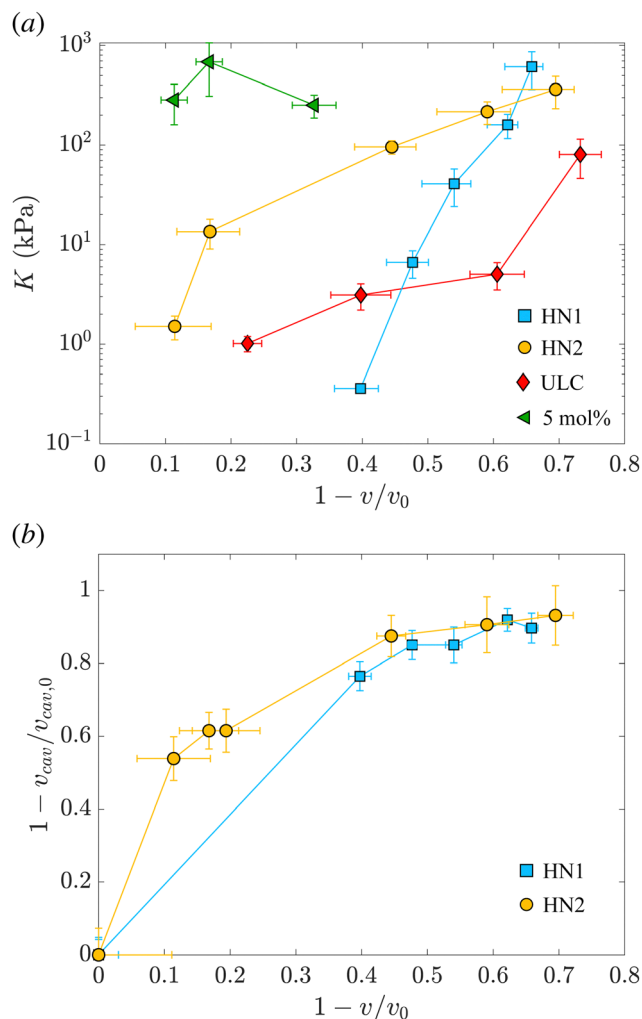 (a)
10³
10²
10¹
10⁰
10⁻¹
K (kPa)
HN1
HN2
ULC
5 mol%
0 0.1 0.2 0.3 0.4 0.5 0.6 0.7 0.8
1 − v/v₀
(b)
1
0.8
0.6
0.4
0.2
0
1 − v_cav/v_cav,0
HN1
HN2
0 0.1 0.2 0.3 0.4 0.5 0.6 0.7 0.8
1 − v/v₀